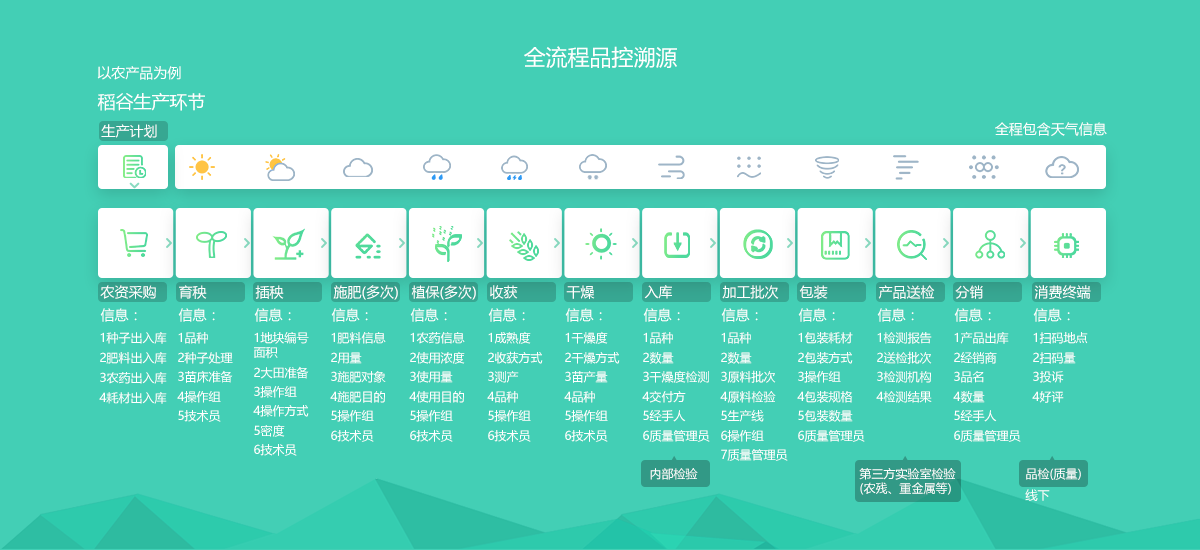 全流程品控溯源
以农产品为例
稻谷生产环节
生产计划
全程包含天气信息
?
农资采购
信息：
1种子出入库
2肥料出入库
3农药出入库
4耗材出入库
育秧
信息：
1品种
2种子处理
3苗床准备
4操作组
5技术员
插秧
信息：
1地块编号
面积
2大田准备
3操作组
4操作方式
5密度
6技术员
施肥(多次)
信息：
1肥料信息
2用量
3施肥对象
4施肥目的
5操作组
6技术员
植保(多次)
信息：
1农药信息
2使用浓度
3使用量
4使用目的
5操作组
6技术员
收获
信息：
1成熟度
2收获方式
3测产
4品种
5操作组
6技术员
干燥
信息：
1干燥度
2干燥方式
3苗产量
4品种
5操作组
6技术员
入库
信息：
1品种
2数量
3干燥度检测
4交付方
5经手人
6质量管理员
内部检验
加工批次
信息：
1品种
2数量
3原料批次
4原料检验
5生产线
6操作组
7质量管理员
包装
信息：
1包装耗材
2包装方式
3操作组
4包装规格
5包装数量
6质量管理员
产品送检
信息：
1检测报告
2送检批次
3检测机构
4检测结果
第三方实验室检验
(农残、重金属等)
分销
信息：
1产品出库
2经销商
3品名
4数量
5经手人
6质量管理员
消费终端
信息：
1扫码地点
2扫码量
3投诉
4好评
品检(质量)
线下